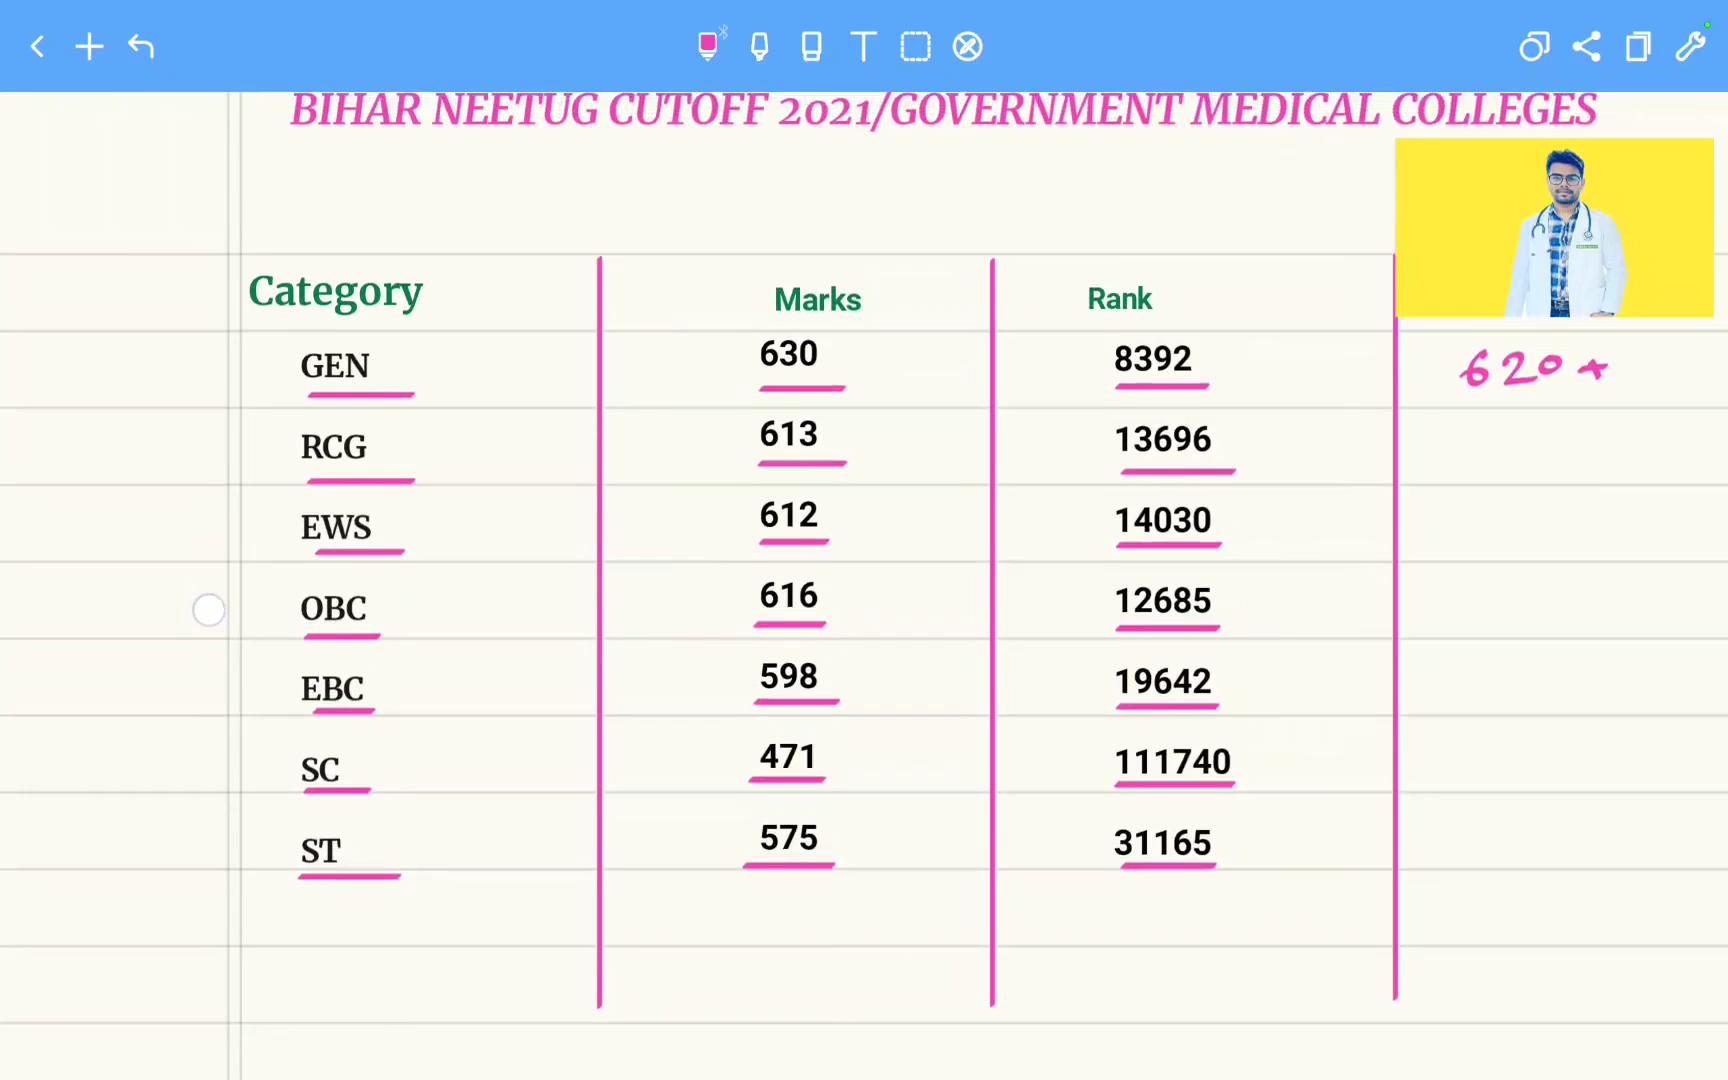 BIHAR NEETUG CUTOFF 2021/GOVERNMENT MEDICAL COLLEGES
Category Marks Rank
GEN 630 8392 620+
RCG 613 13696
EWS 612 14030
OBC 616 12685
EBC 598 19642
SC 471 111740
ST 575 31165